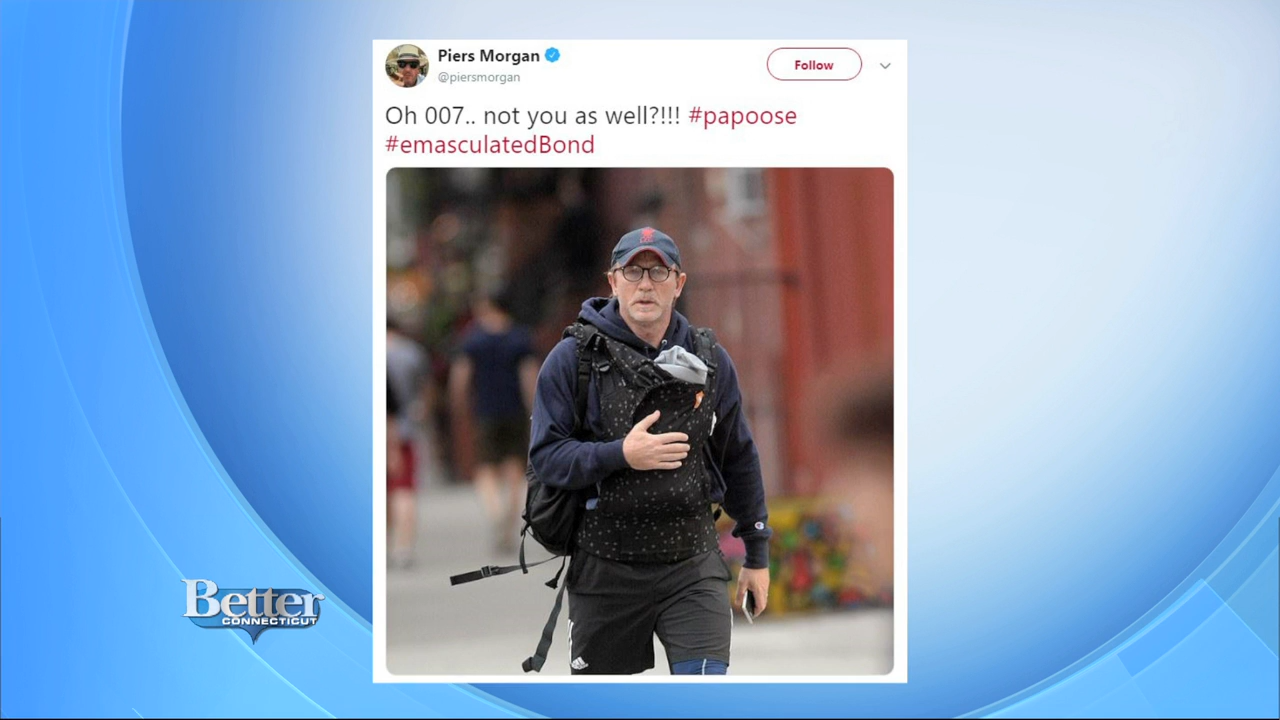 Piers Morgan
@piersmorgan
Follow
Oh 007.. not you as well?!!! #papoose
#emasculatedBond
Better
CONNECTICUT